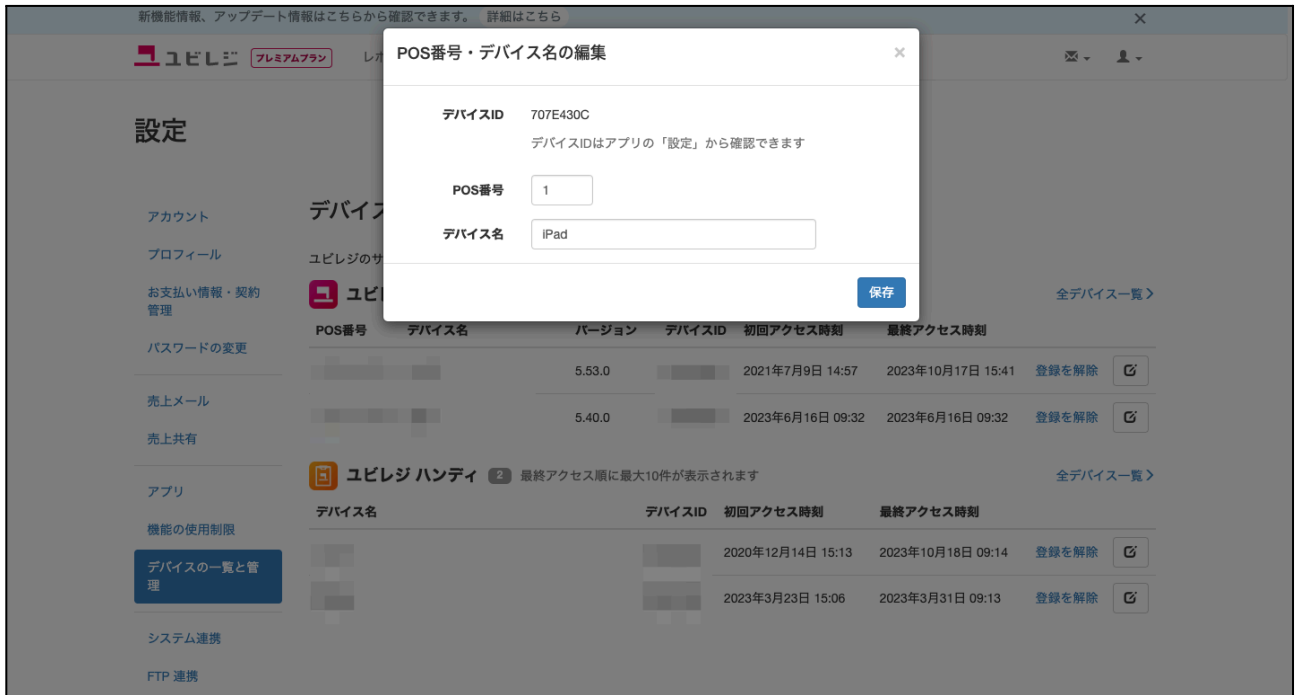 新機能情報、アップデート情報はこちらから確認できます。 詳細はこちら ×
ユビレジ プレミアムプラン レポ
POS番号・デバイス名の編集 ×
デバイスID 707E430C
デバイスIDはアプリの「設定」から確認できます
POS番号 1
デバイス名 iPad
保存
設定
アカウント
プロフィール
お支払い情報・契約
管理
パスワードの変更
売上メール
売上共有
アプリ
機能の使用制限
デバイスの一覧と管
理
システム連携
FTP 連携
デバイス
ユビレジのサ
ユビレ 全デバイス一覧
POS番号 デバイス名 バージョン デバイスID 初回アクセス時刻 最終アクセス時刻
5.53.0 2021年7月9日 14:57 2023年10月17日 15:41 登録を解除
5.40.0 2023年6月16日 09:32 2023年6月16日 09:32 登録を解除
ユビレジ ハンディ 2 最終アクセス順に最大10件が表示されます 全デバイス一覧
デバイス名 デバイスID 初回アクセス時刻 最終アクセス時刻
2020年12月14日 15:13 2023年10月18日 09:14 登録を解除
2023年3月23日 15:06 2023年3月31日 09:13 登録を解除